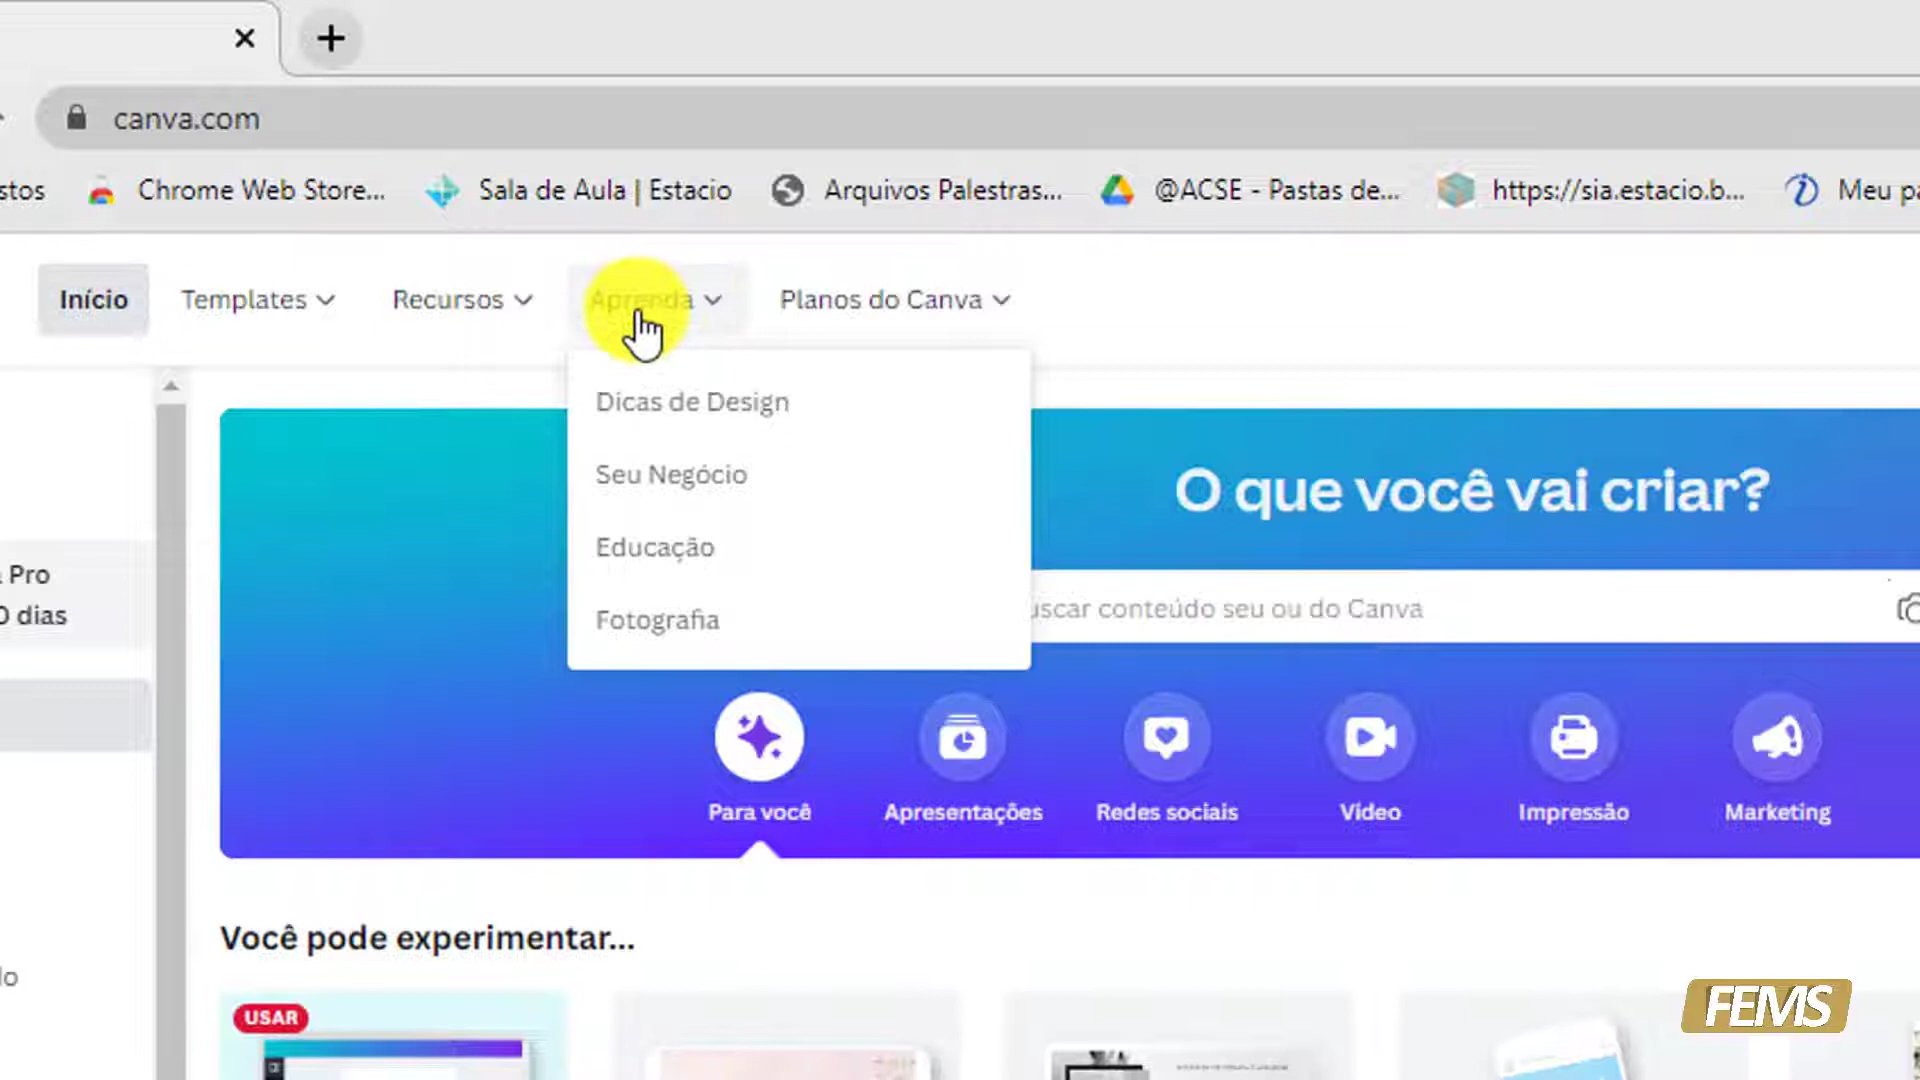 canva.com
stos Chrome Web Store... Sala de Aula | Estacio Arquivos Palestras... @ACSE - Pastas de... https://sia.estacio.b... Meu pa
Início Templates Recursos Aprenda Planos do Canva
Dicas de Design
Seu Negócio
Educação
Fotografia
O que você vai criar?
uscar conteúdo seu ou do Canva
Pro
0 dias
Para você Apresentações Redes sociais Vídeo Impressão Marketing
Você pode experimentar...
do
USAR
FEMS